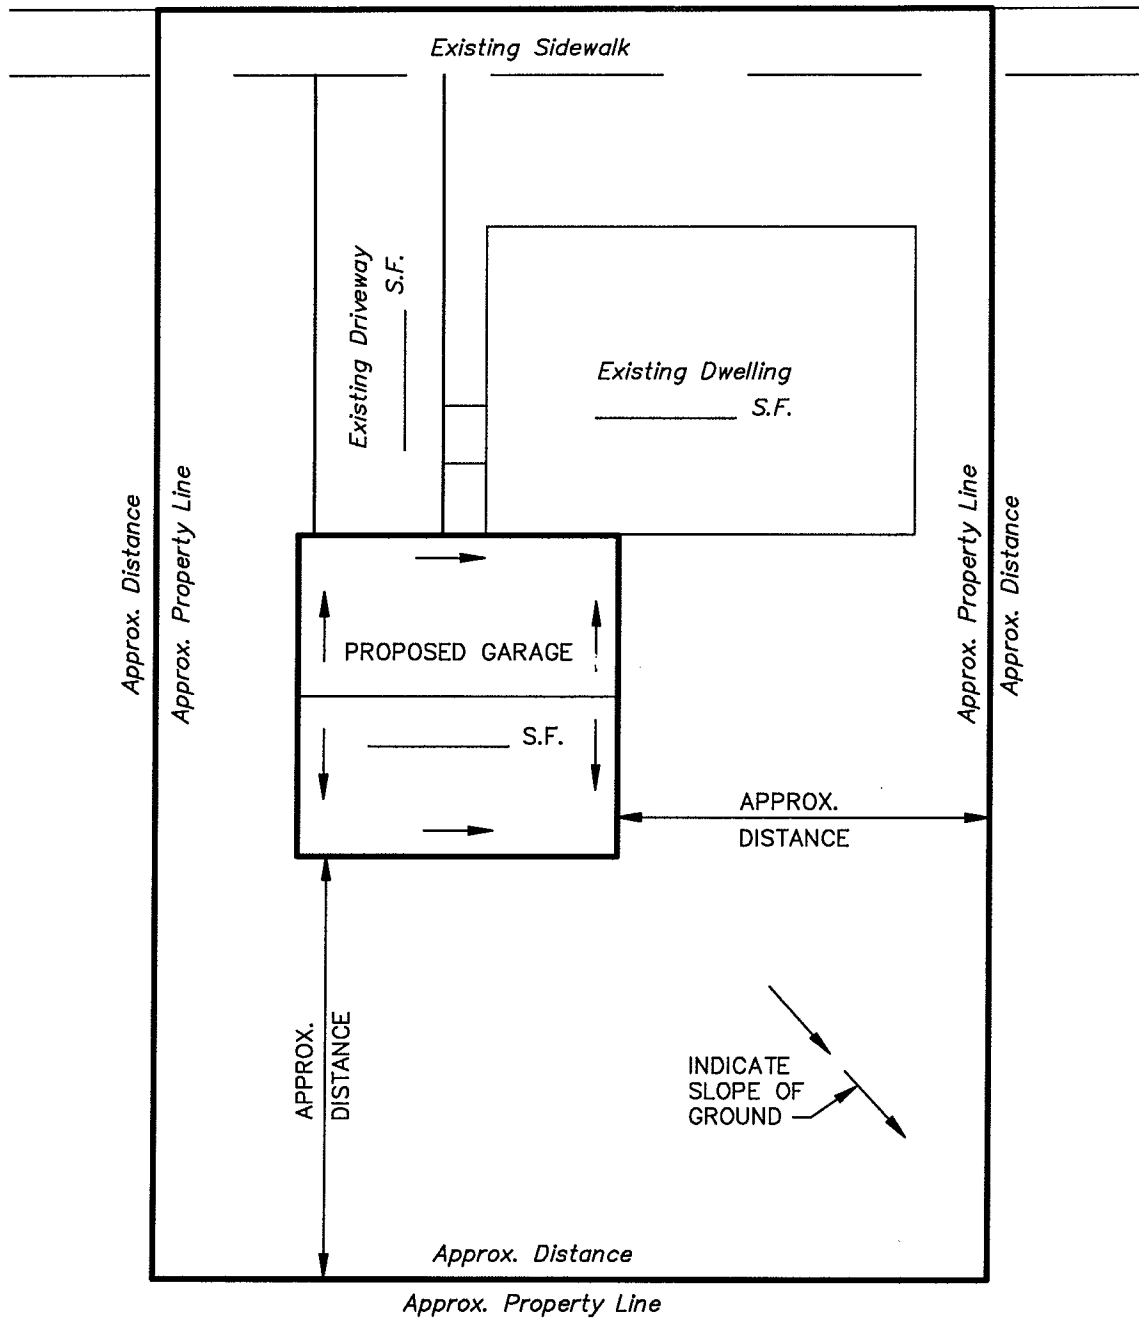 Existing Sidewalk
Existing Driveway
S.F.
Existing Dwelling
S.F.
Approx. Distance
Approx. Property Line
Approx. Property Line
Approx. Distance
PROPOSED GARAGE
S.F.
APPROX.
DISTANCE
APPROX.
DISTANCE
INDICATE
SLOPE OF
GROUND
Approx. Distance
Approx. Property Line